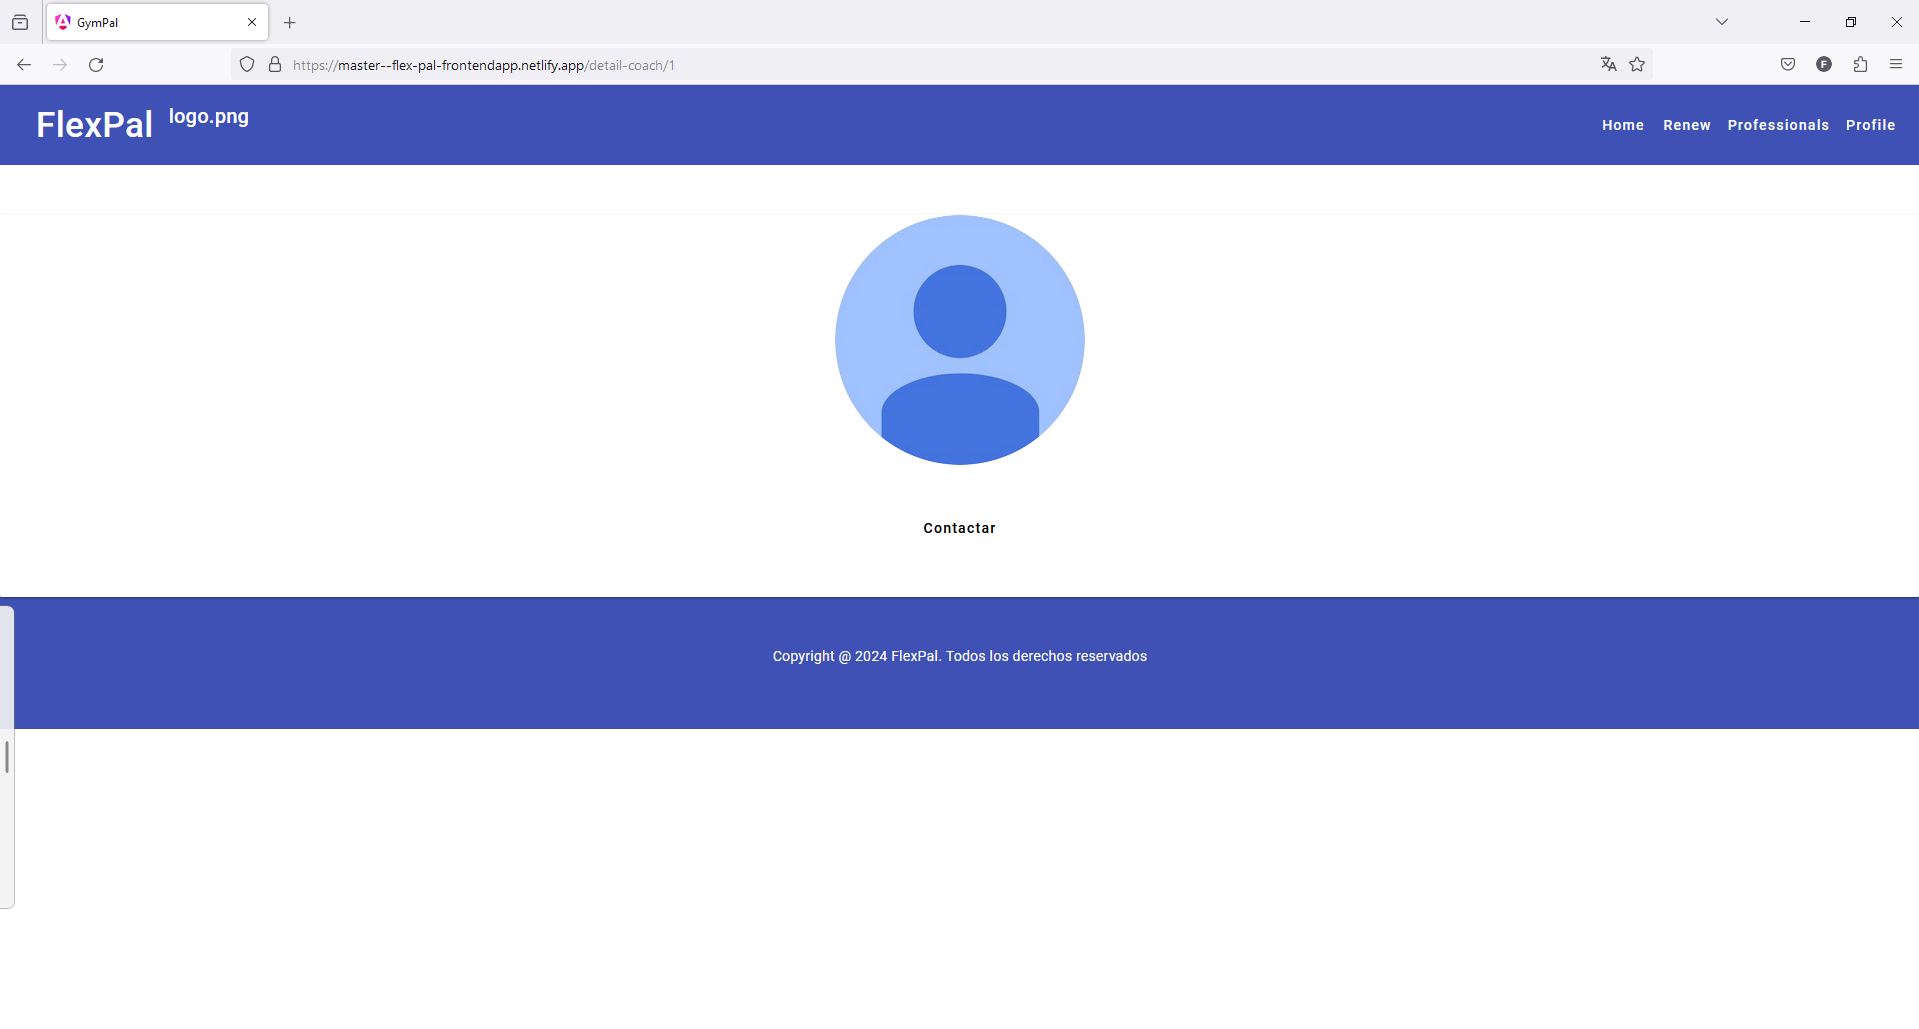 GymPal
https://master--flex-pal-frontendapp.netlify.app/detail-coach/1
F
FlexPal logo.png Home Renew Professionals Profile
Contactar
Copyright @ 2024 FlexPal. Todos los derechos reservados